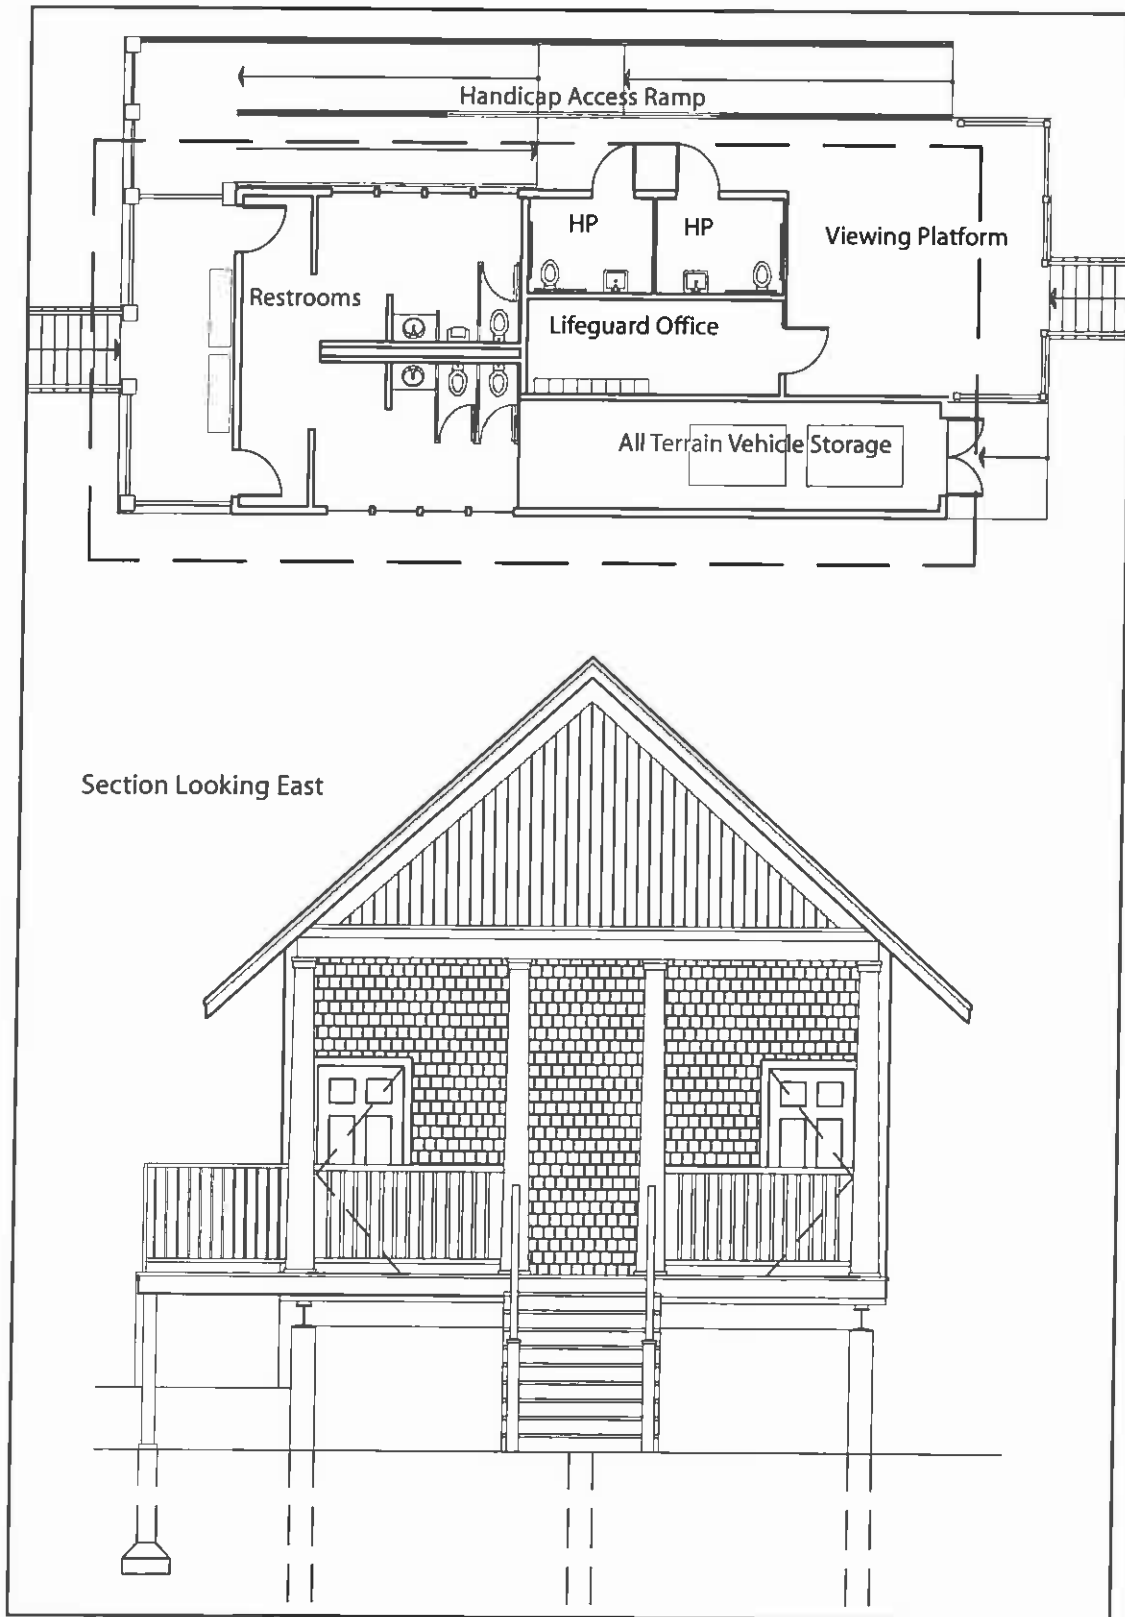 Handicap Access Ramp
HP
HP
Viewing Platform
Restrooms
Lifeguard Office
All Terrain Vehicle Storage
Section Looking East